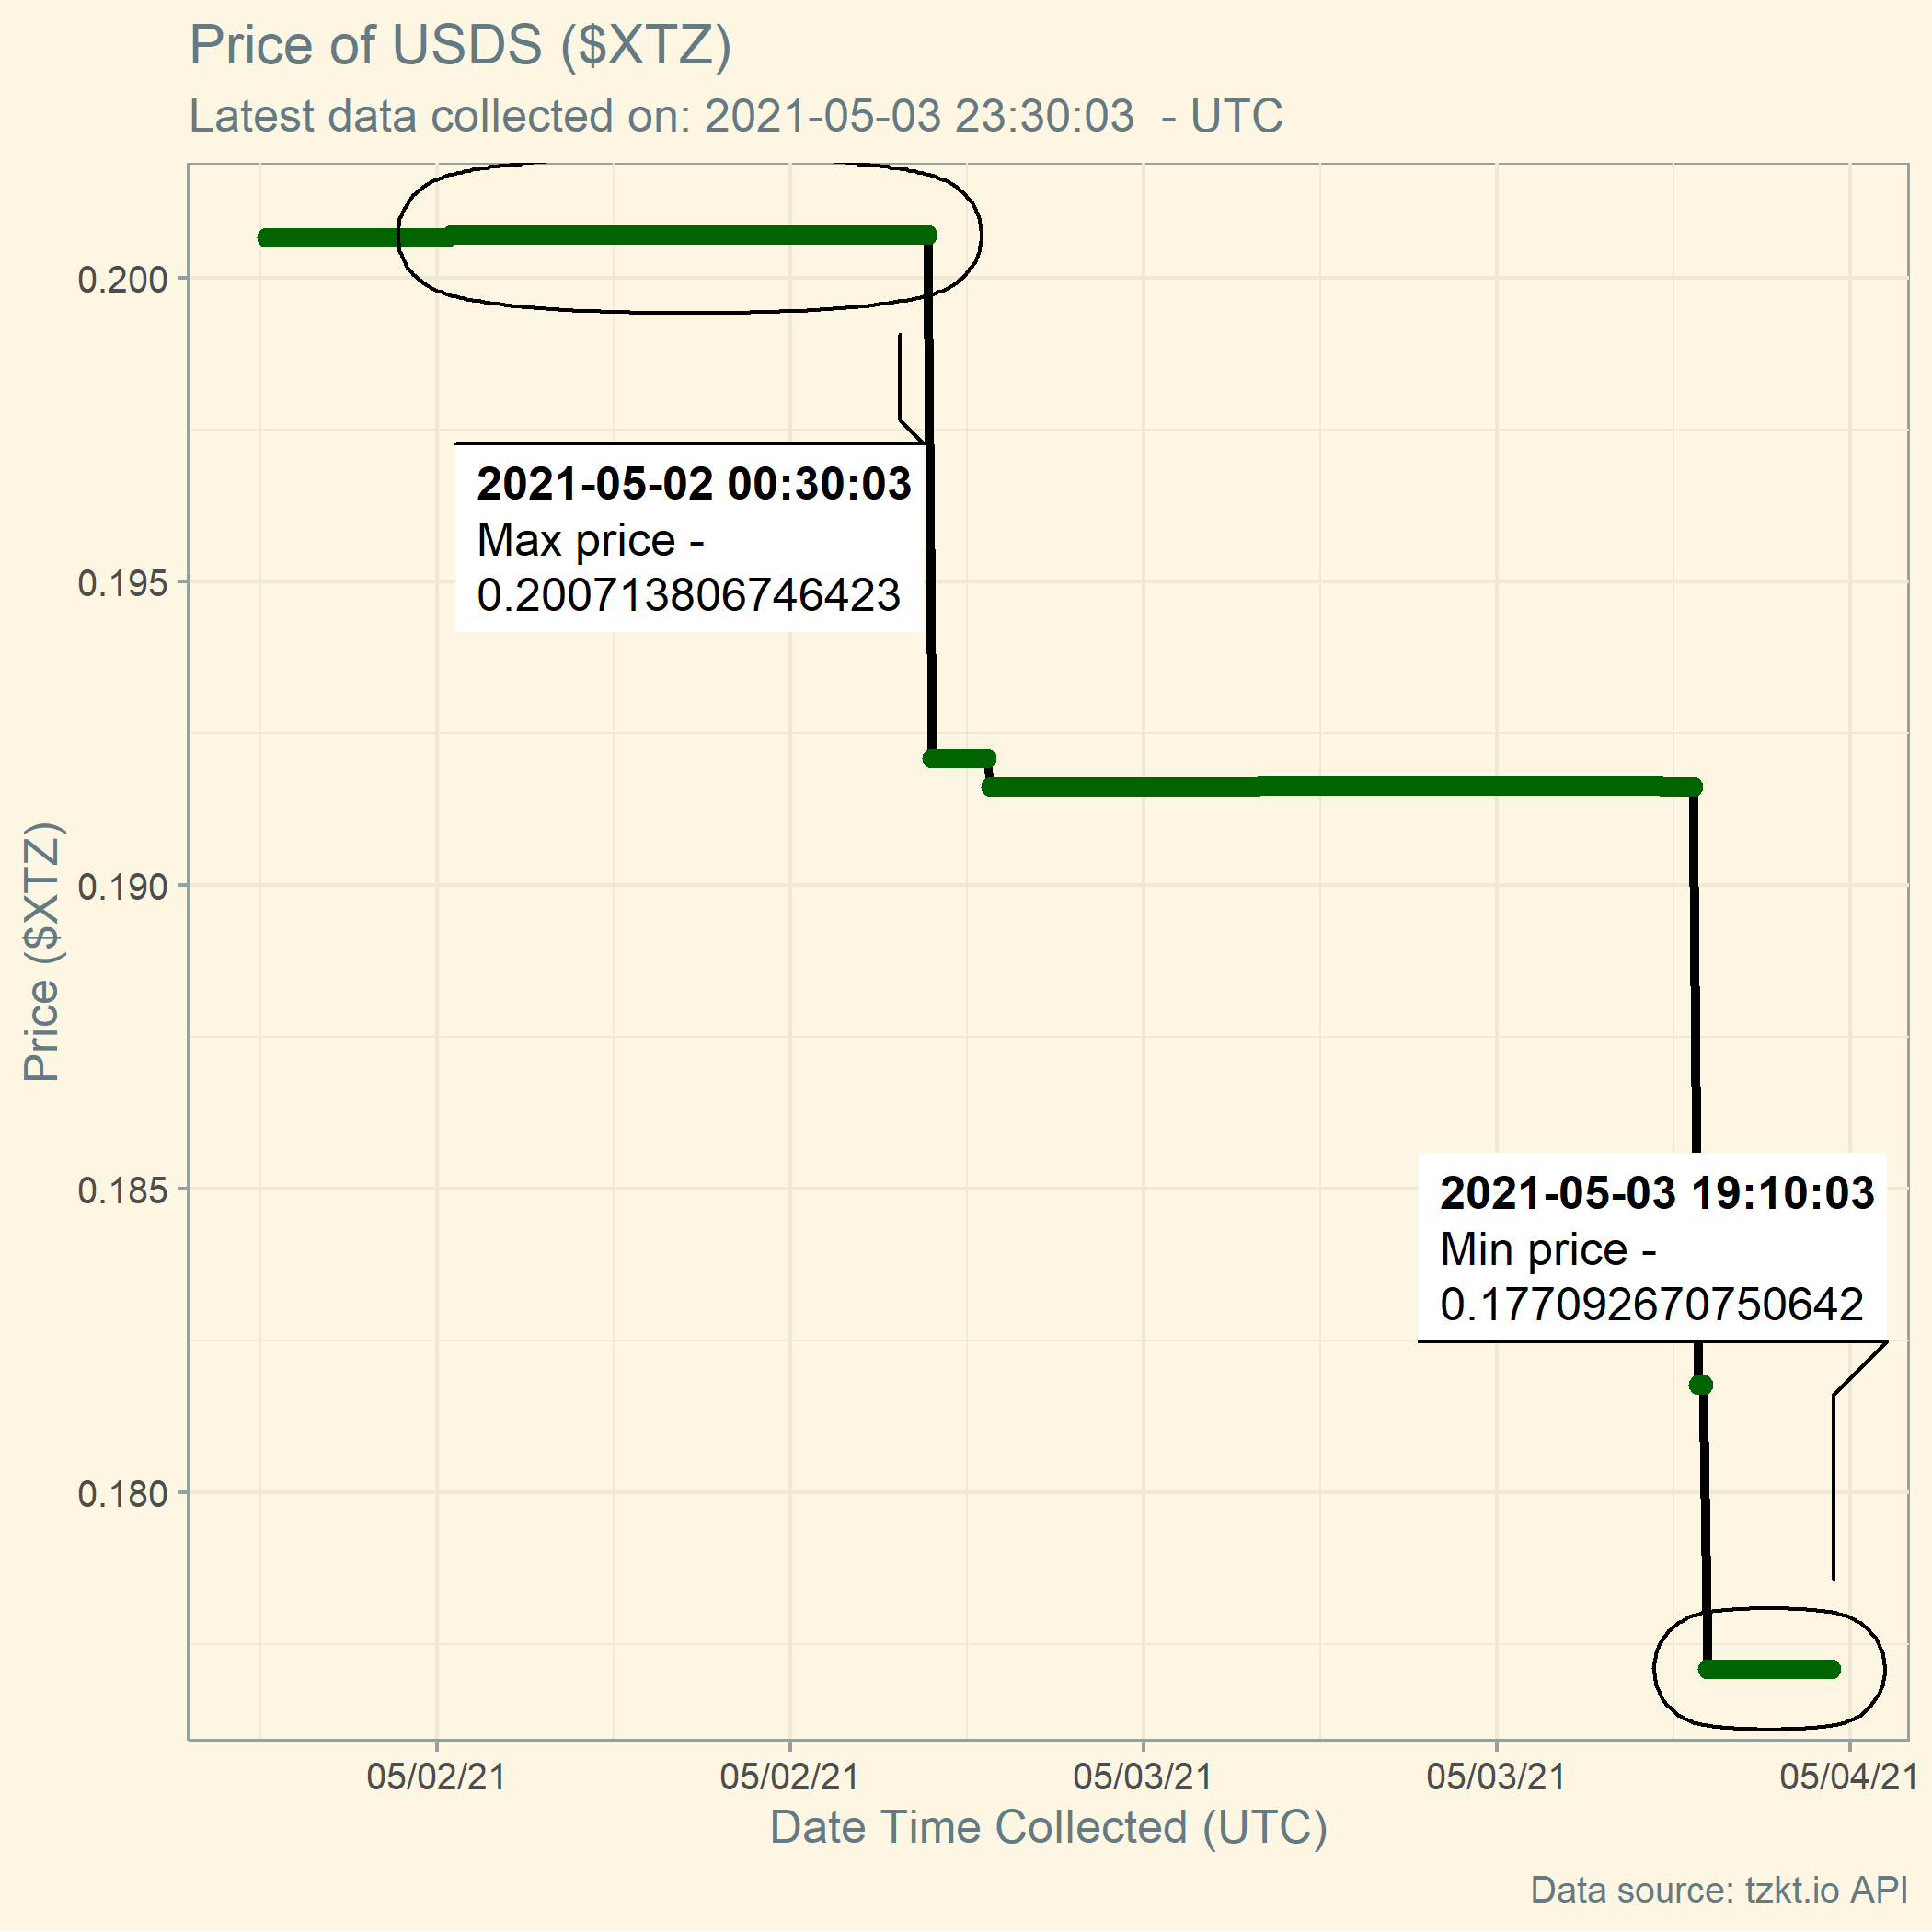 Price of USDS ($XTZ)
Latest data collected on: 2021-05-03 23:30:03  - UTC
0.200
0.195
0.190
0.185
0.180
Price ($XTZ)
2021-05-02 00:30:03
Max price -
0.200713806746423
2021-05-03 19:10:03
Min price -
0.177092670750642
05/02/21
05/02/21
05/03/21
05/03/21
05/04/21
Date Time Collected (UTC)
Data source: tzkt.io API